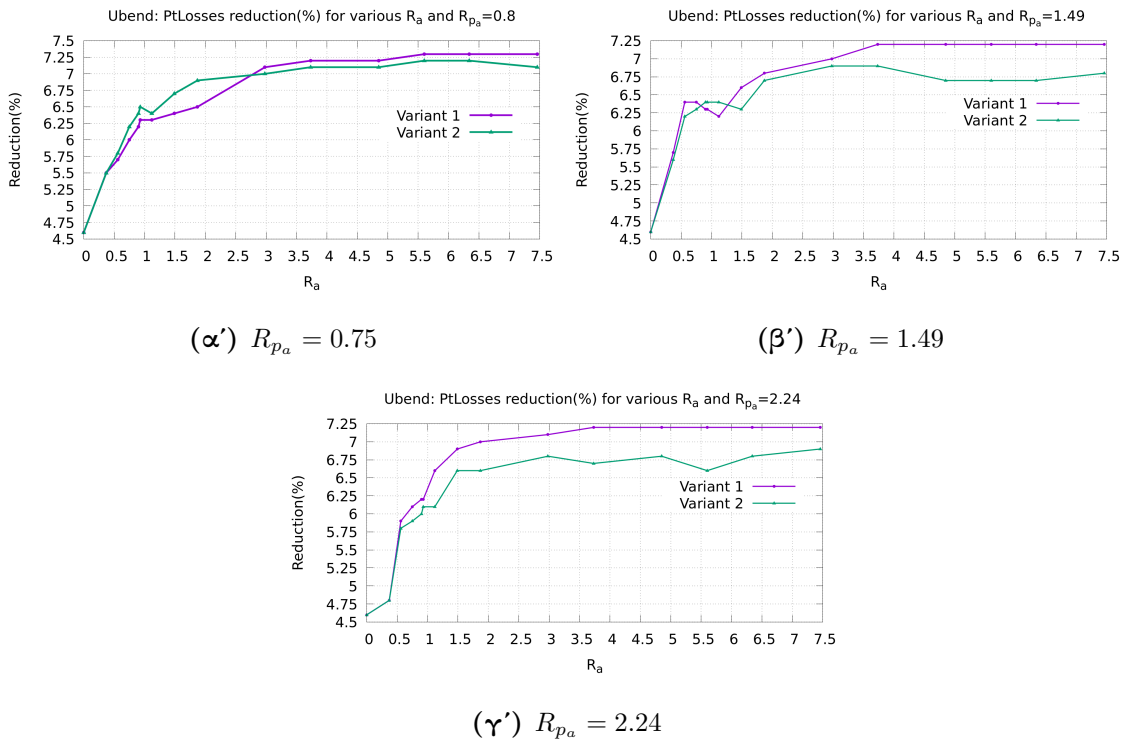 Ubend: PtLosses reduction(%) for various Ra and Rpa=0.8
7.5
7.25
7
6.75
6.5
6.25
6
5.75
5.5
5.25
5
4.75
4.5
Reduction(%)
Variant 1
Variant 2
0 0.5 1 1.5 2 2.5 3 3.5 4 4.5 5 5.5 6 6.5 7 7.5
Ra
(α′) Rpa = 0.75
Ubend: PtLosses reduction(%) for various Ra and Rpa=1.49
7.25
7
6.75
6.5
6.25
6
5.75
5.5
5.25
5
4.75
4.5
Reduction(%)
Variant 1
Variant 2
0 0.5 1 1.5 2 2.5 3 3.5 4 4.5 5 5.5 6 6.5 7 7.5
Ra
(β′) Rpa = 1.49
Ubend: PtLosses reduction(%) for various Ra and Rpa=2.24
7.25
7
6.75
6.5
6.25
6
5.75
5.5
5.25
5
4.75
4.5
Reduction(%)
Variant 1
Variant 2
0 0.5 1 1.5 2 2.5 3 3.5 4 4.5 5 5.5 6 6.5 7 7.5
Ra
(γ′) Rpa = 2.24